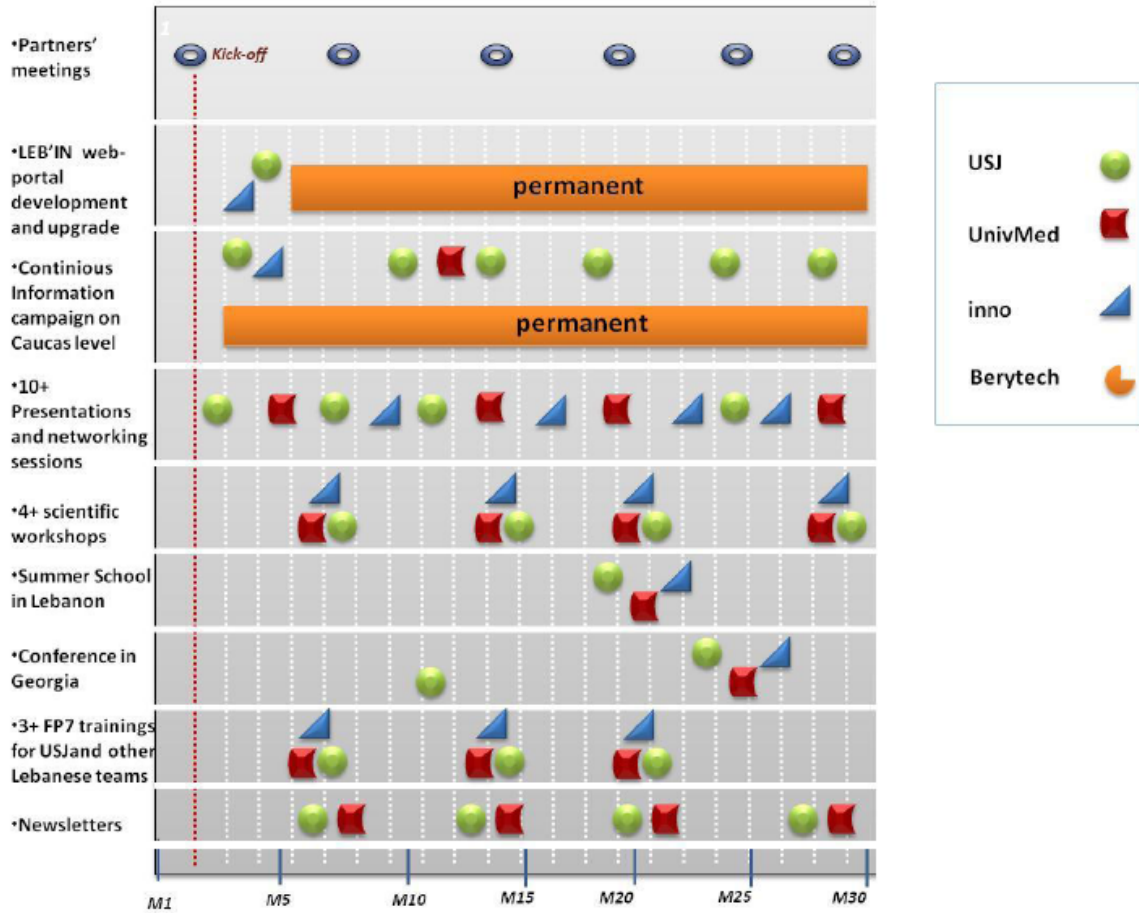 1
•Partners'
meetings
Kick-off
•LEB'IN web-
portal
development
and upgrade
permanent
•Continious
Information
campaign on
Caucas level
permanent
•10+
Presentations
and networking
sessions
•4+ scientific
workshops
•Summer School
in Lebanon
•Conference in
Georgia
•3+ FP7 trainings
for USJand other
Lebanese teams
•Newsletters
M1
M5
M10
M15
M20
M25
M30
USJ
UnivMed
inno
Berytech